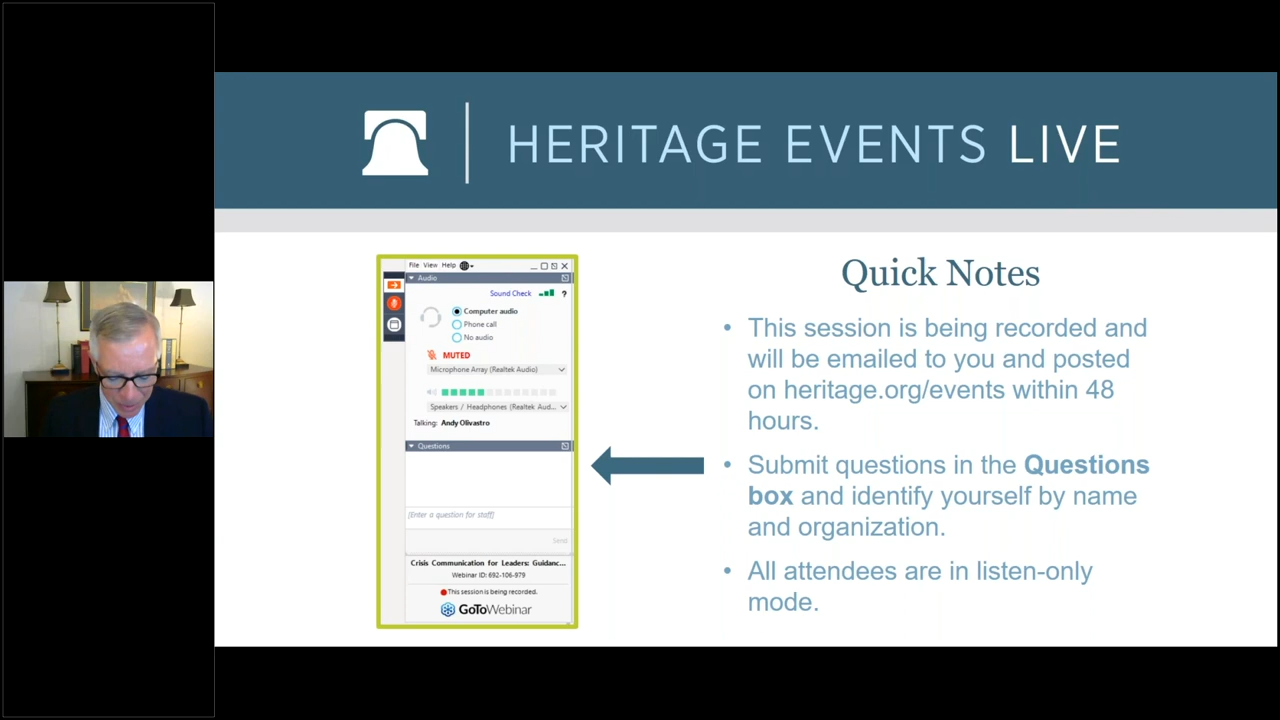 HERITAGE EVENTS LIVE
File View Help
Audio
Sound Check ?
Computer audio
Phone call
No audio
MUTED
Microphone Array (Realtek Audio)
Speakers / Headphones (Realtek Aud...
Talking: Andy Olivastro
Questions
[Enter a question for staff]
Send
Crisis Communication for Leaders: Guidanc...
Webinar ID: 692-106-979
This session is being recorded.
GoToWebinar
Quick Notes
• This session is being recorded and
will be emailed to you and posted
on heritage.org/events within 48
hours.
• Submit questions in the Questions
box and identify yourself by name
and organization.
• All attendees are in listen-only
mode.